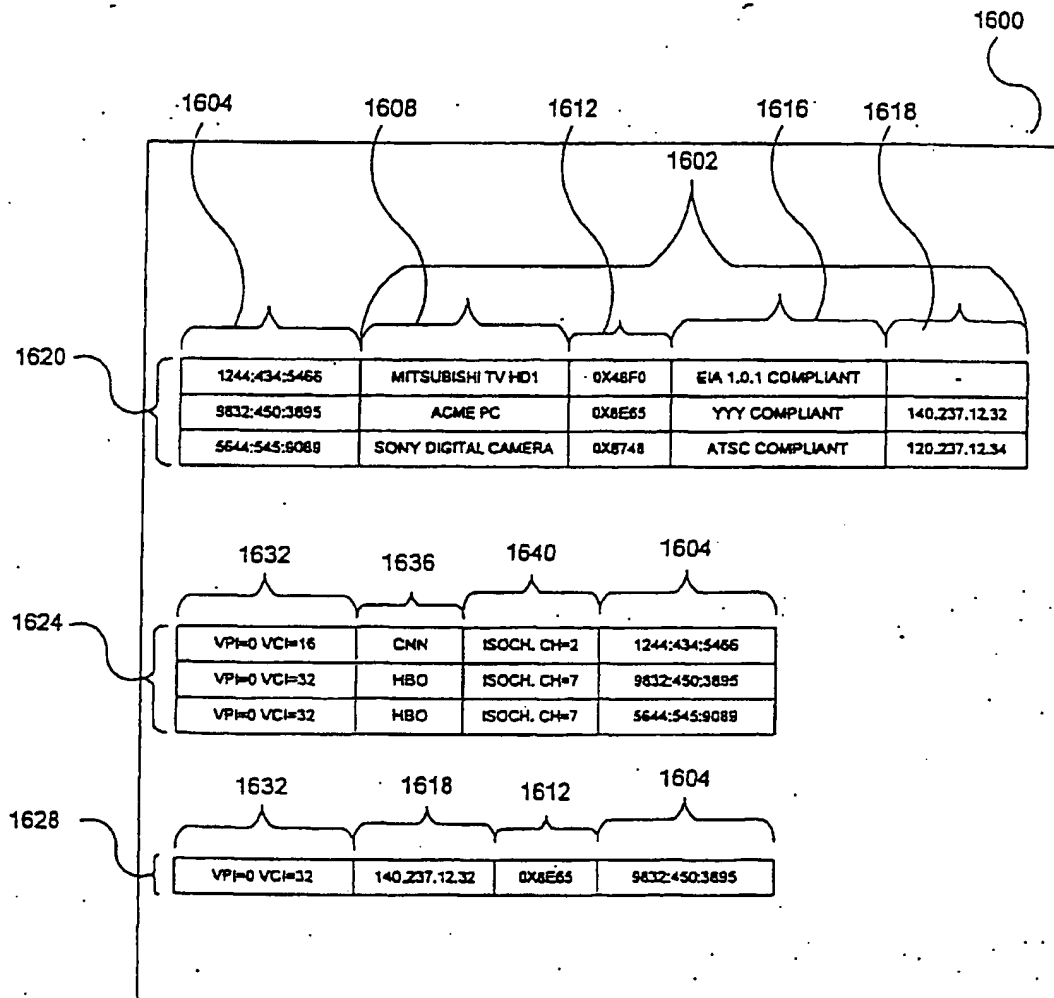 1600
1604 1608 1612 1616 1618
1602
1620
1244:434:5466 MITSUBISHI TV HD1 0X48F0 EIA 1.0.1 COMPLIANT -
9832:450:3895 ACME PC 0X8E65 YYY COMPLIANT 140.237.12.32
5644:545:9089 SONY DIGITAL CAMERA 0X8748 ATSC COMPLIANT 120.237.12.34
1632 1636 1640 1604
1624
VPI=0 VCI=16 CNN ISOCH. CH=2 1244:434:5466
VPI=0 VCI=32 HBO ISOCH. CH=7 9832:450:3895
VPI=0 VCI=32 HBO ISOCH. CH=7 5644:545:9089
1632 1618 1612 1604
1628
VPI=0 VCI=32 140.237.12.32 0X8E65 9832:450:3895